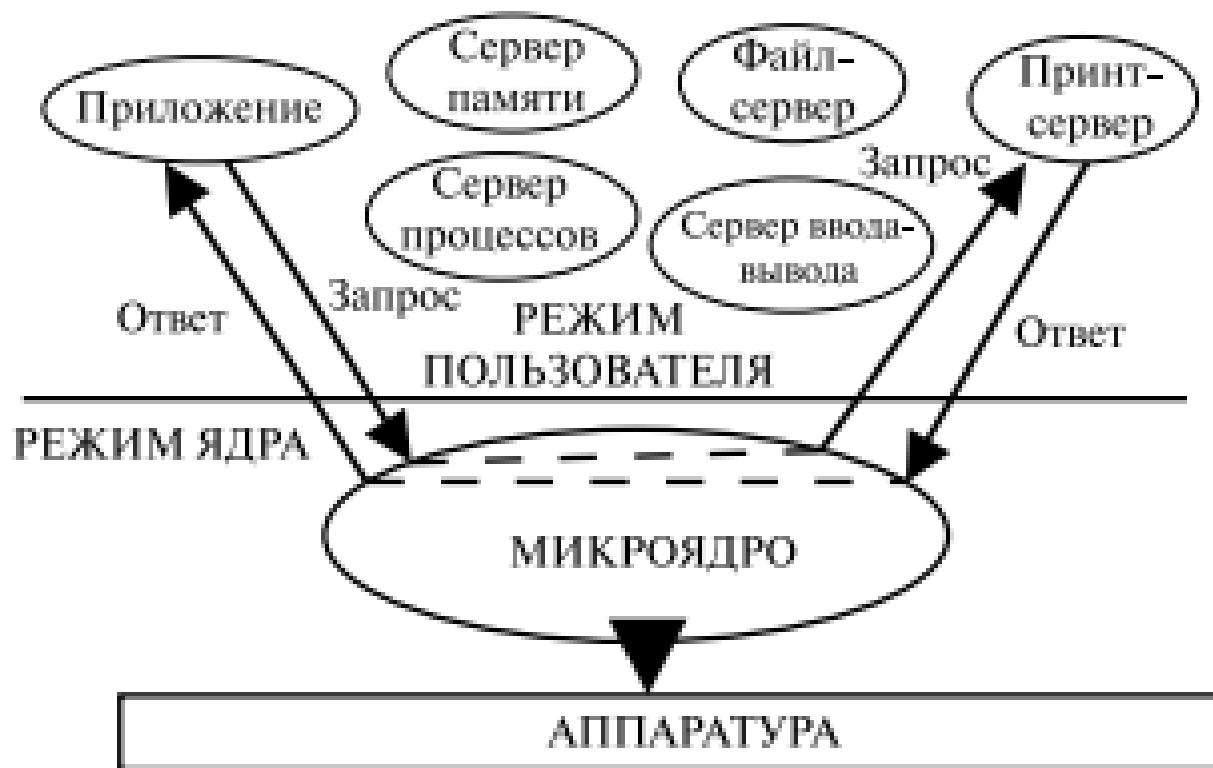 Приложение
Сервер
памяти
Файл-
сервер
Принт-
сервер
Сервер
процессов
Сервер ввода-
вывода
Запрос
Ответ
Запрос
Ответ
РЕЖИМ
ПОЛЬЗОВАТЕЛЯ
РЕЖИМ ЯДРА
МИКРОЯДРО
АППАРАТУРА